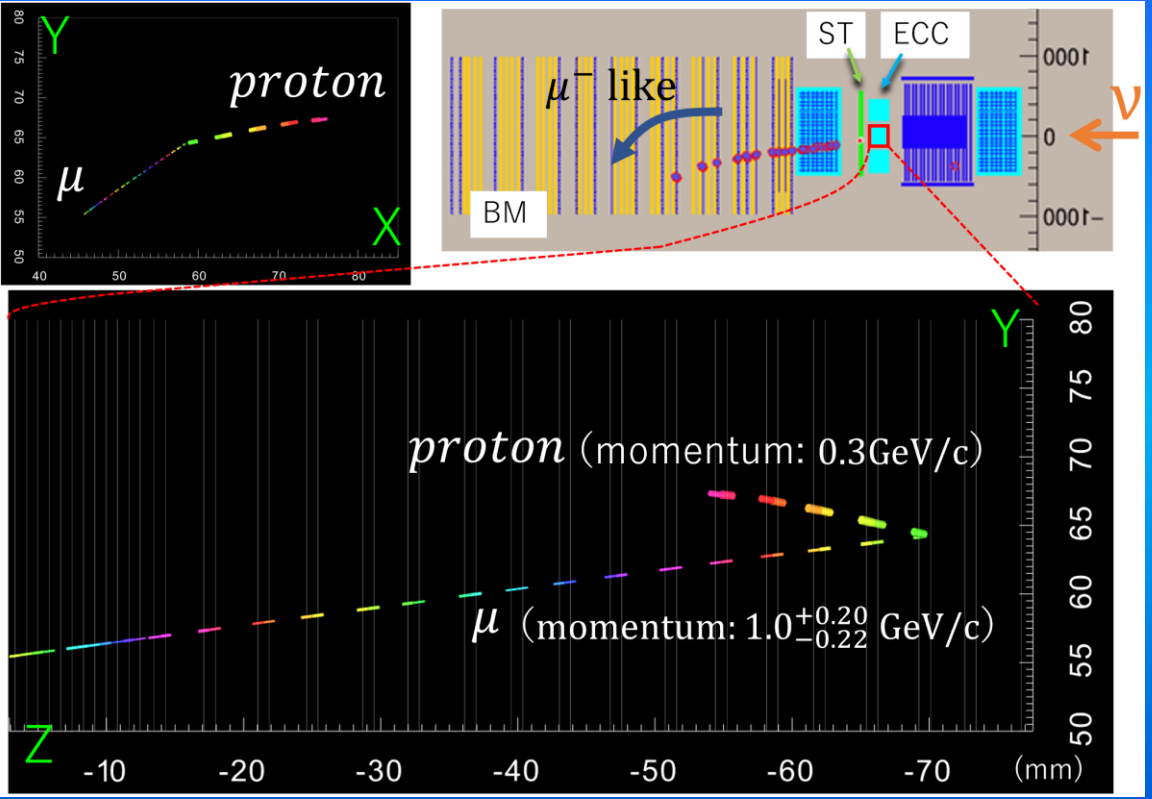 Y
80
75
70
65
60
55
50
proton
μ
X
40 50 60 70 80
ST
ECC
μ⁻ like
BM
1000
0
-1000
ν
Y
80
75
70
65
60
55
50
proton (momentum: 0.3GeV/c)
μ (momentum: 1.0 +0.20 −0.22 GeV/c)
Z
-10 -20 -30 -40 -50 -60 -70 (mm)